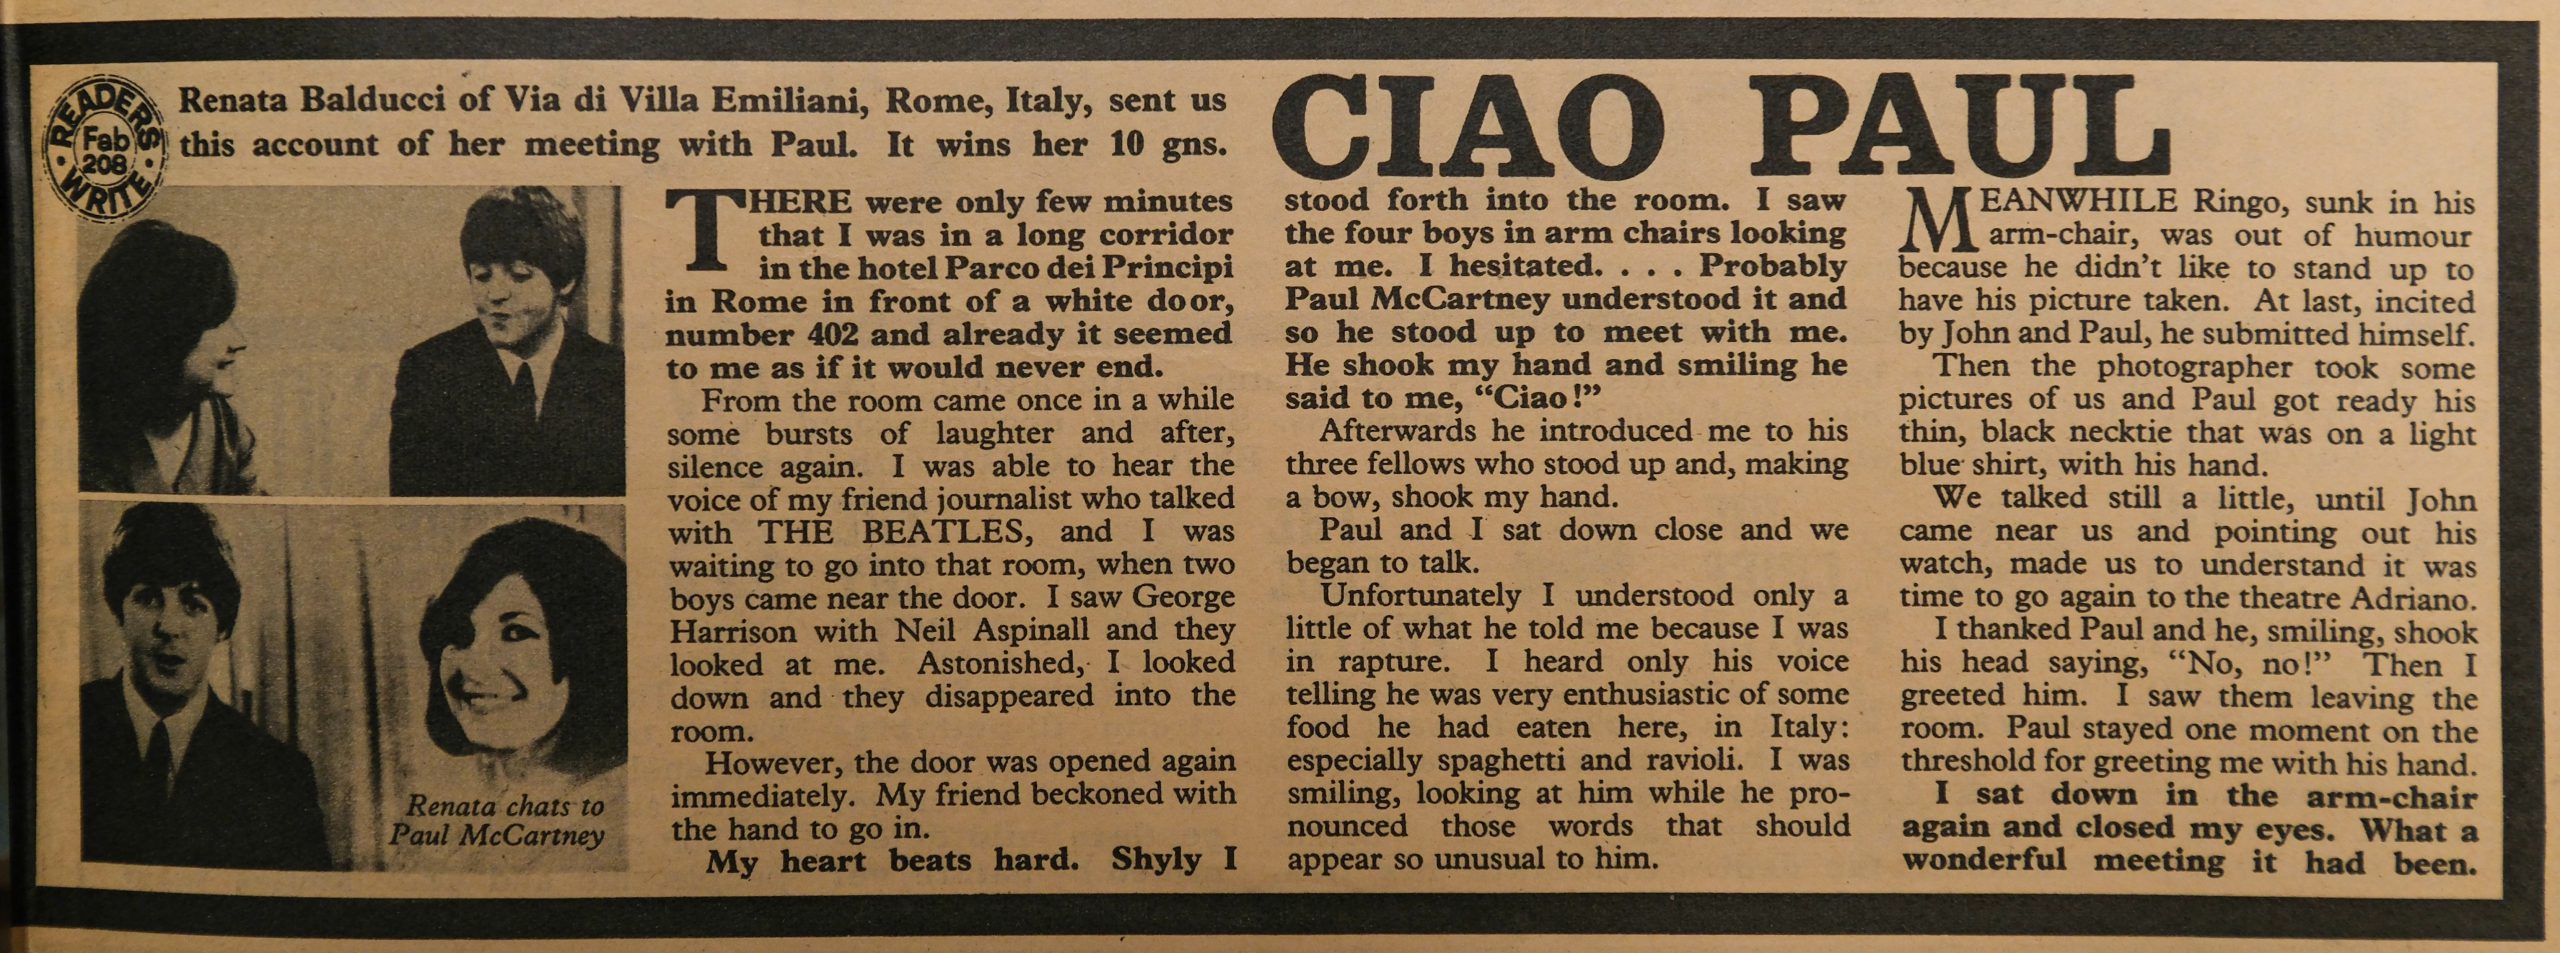 READERS
Fab
208
WRITE
Renata Balducci of Via di Villa Emiliani, Rome, Italy, sent us
this account of her meeting with Paul. It wins her 10 gns.
CIAO PAUL
Renata chats to
Paul McCartney
THERE were only few minutes
that I was in a long corridor
in the hotel Parco dei Principi
in Rome in front of a white door,
number 402 and already it seemed
to me as if it would never end.
From the room came once in a while
some bursts of laughter and after,
silence again. I was able to hear the
voice of my friend journalist who talked
with THE BEATLES, and I was
waiting to go into that room, when two
boys came near the door. I saw George
Harrison with Neil Aspinall and they
looked at me. Astonished, I looked
down and they disappeared into the
room.
However, the door was opened again
immediately. My friend beckoned with
the hand to go in.
My heart beats hard. Shyly I
stood forth into the room. I saw
the four boys in arm chairs looking
at me. I hesitated. . . . Probably
Paul McCartney understood it and
so he stood up to meet with me.
He shook my hand and smiling he
said to me, “Ciao!”
Afterwards he introduced me to his
three fellows who stood up and, making
a bow, shook my hand.
Paul and I sat down close and we
began to talk.
Unfortunately I understood only a
little of what he told me because I was
in rapture. I heard only his voice
telling he was very enthusiastic of some
food he had eaten here, in Italy:
especially spaghetti and ravioli. I was
smiling, looking at him while he pro-
nounced those words that should
appear so unusual to him.
MEANWHILE Ringo, sunk in his
arm-chair, was out of humour
because he didn’t like to stand up to
have his picture taken. At last, incited
by John and Paul, he submitted himself.
Then the photographer took some
pictures of us and Paul got ready his
thin, black necktie that was on a light
blue shirt, with his hand.
We talked still a little, until John
came near us and pointing out his
watch, made us to understand it was
time to go again to the theatre Adriano.
I thanked Paul and he, smiling, shook
his head saying, “No, no!” Then I
greeted him. I saw them leaving the
room. Paul stayed one moment on the
threshold for greeting me with his hand.
I sat down in the arm-chair
again and closed my eyes. What a
wonderful meeting it had been.